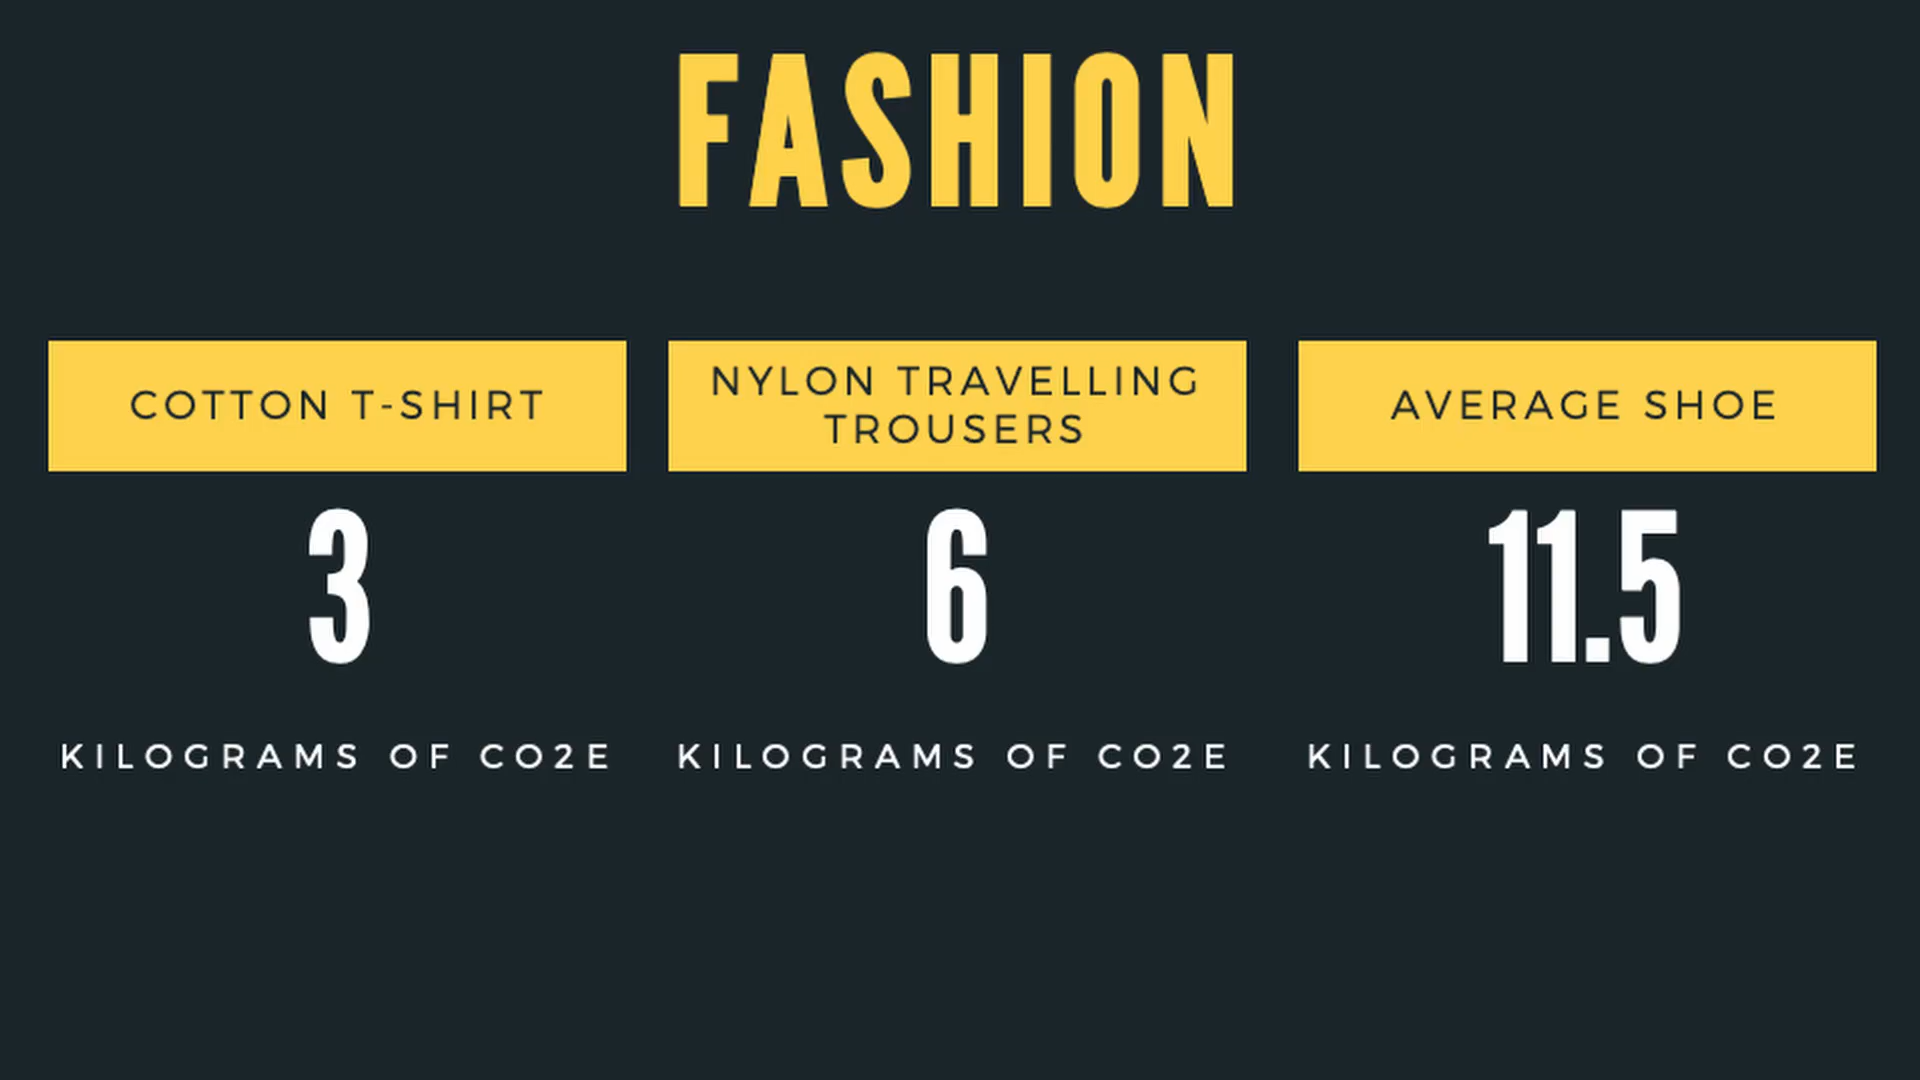 FASHION
COTTON T-SHIRT
3
KILOGRAMS OF CO2E
NYLON TRAVELLING
TROUSERS
6
KILOGRAMS OF CO2E
AVERAGE SHOE
11.5
KILOGRAMS OF CO2E